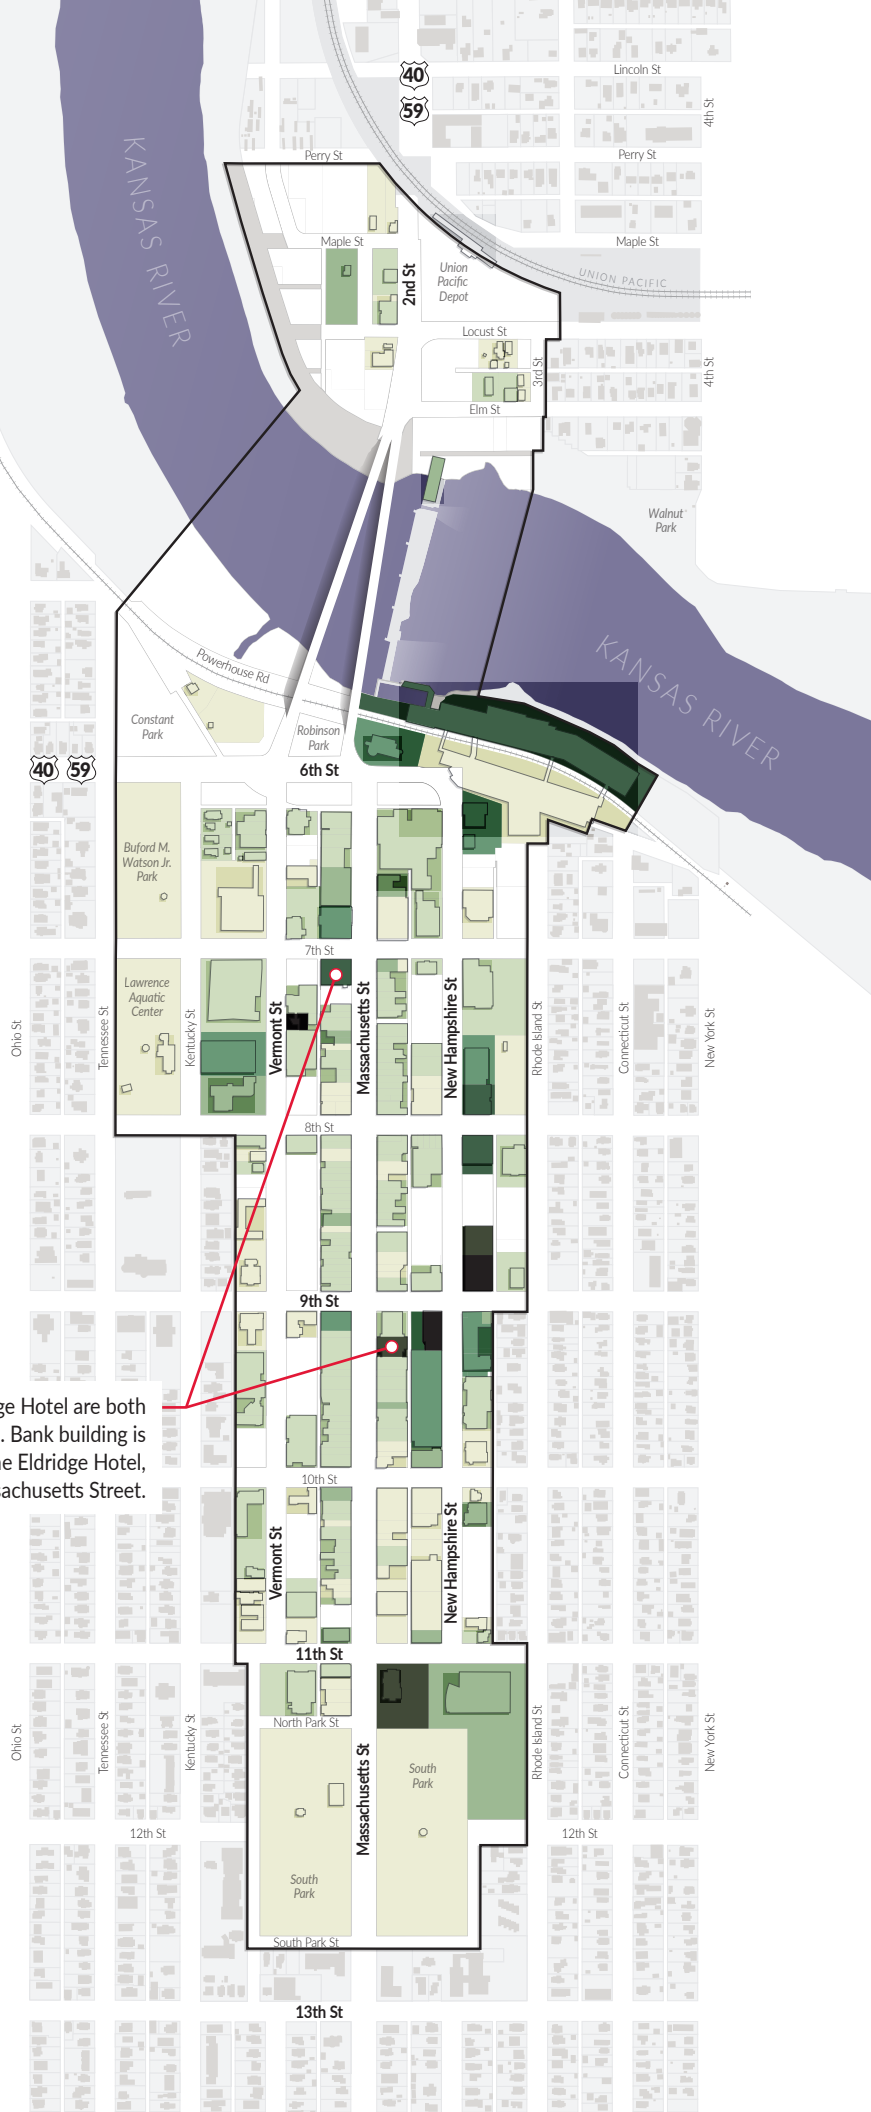 Lincoln St
40
59
4th St
Perry St
Perry St
KANSAS RIVER
Maple St
Maple St
2nd St
Union
Pacific
Depot
UNION PACIFIC
Locust St
3rd St
4th St
Elm St
Walnut
Park
Powerhouse Rd
KANSAS RIVER
Constant
Park
Robinson
Park
40 59
6th St
Buford M.
Watson Jr.
Park
7th St
Lawrence
Aquatic
Center
Ohio St
Tennessee St
Kentucky St
Vermont St
Massachusetts St
New Hampshire St
Rhode Island St
Connecticut St
New York St
8th St
9th St
ge Hotel are both
. Bank building is
ne Eldridge Hotel,
sachusetts Street.
10th St
Vermont St
New Hampshire St
11th St
North Park St
Ohio St
Tennessee St
Kentucky St
Massachusetts St
South
Park
Rhode Island St
Connecticut St
New York St
12th St
12th St
South
Park
South Park St
13th St